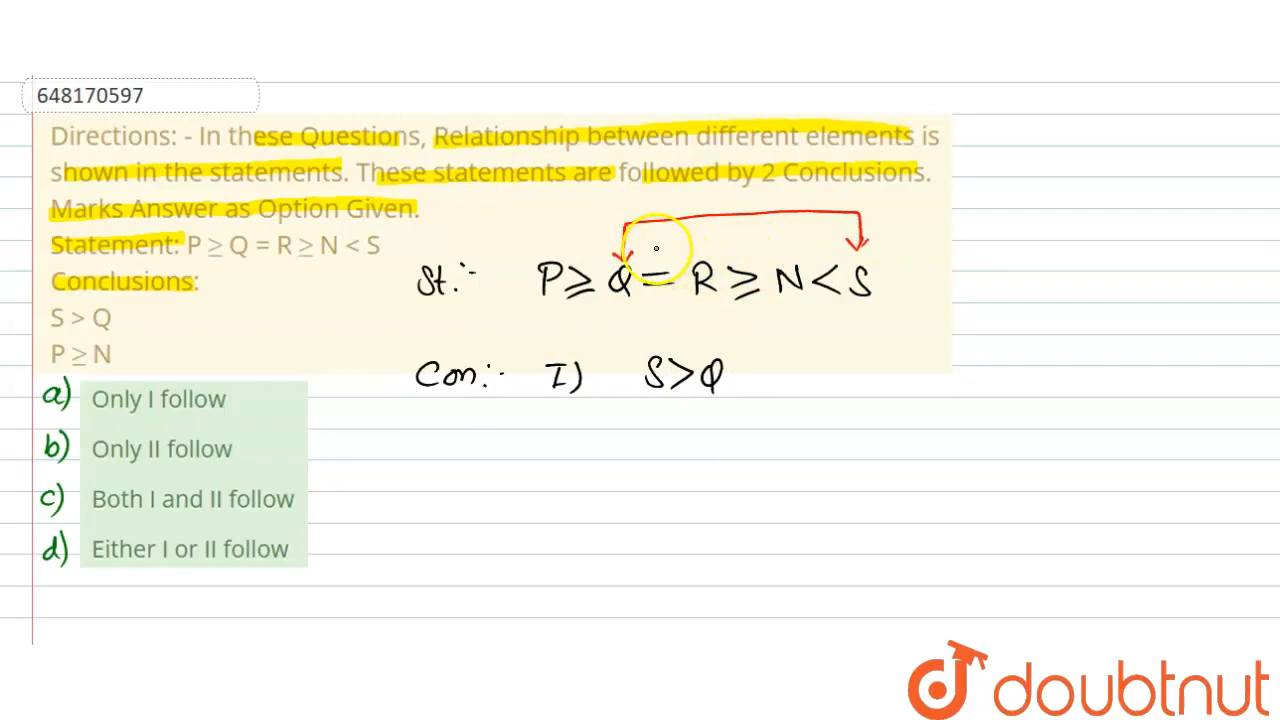 648170597
Directions: - In these Questions, Relationship between different elements is
shown in the statements. These statements are followed by 2 Conclusions.
Marks Answer as Option Given.
Statement: P ≥ Q = R ≥ N < S
Conclusions:
S > Q
P ≥ N
St:- P ≥ Q = R ≥ N < S
Con:- I) S > Q
a) Only I follow
b) Only II follow
c) Both I and II follow
d) Either I or II follow
doubtnut